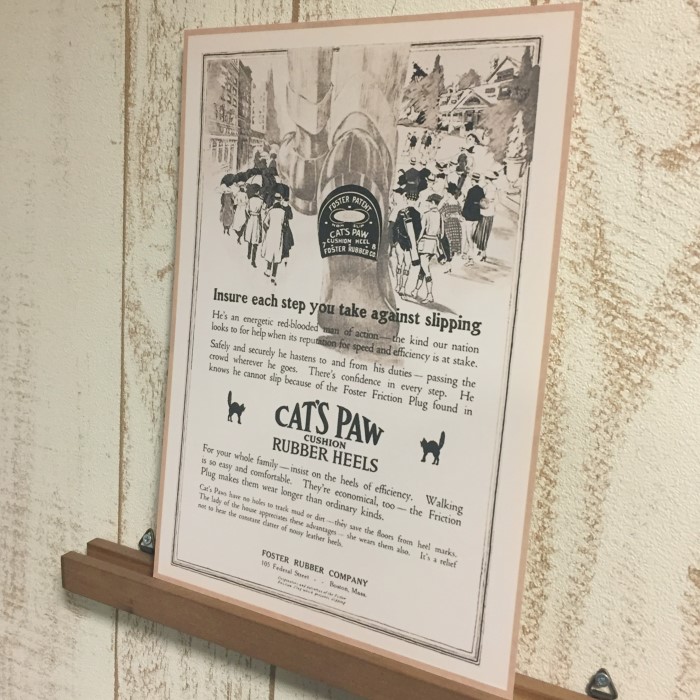 FOSTER PATENT
NON SLIP
CAT'S PAW
CUSHION HEEL
7 8
FOSTER RUBBER CO.
Insure each step you take against slipping
He's an energetic red-blooded man of action — the kind our nation
looks to for help when its reputation for speed and efficiency is at stake.
Safely and securely he hastens to and from his duties — passing the
crowd wherever he goes. There's confidence in every step. He
knows he cannot slip because of the Foster Friction Plug found in
CAT'S PAW
CUSHION
RUBBER HEELS
For your whole family — insist on the heels of efficiency. Walking
is so easy and comfortable. They're economical, too — the Friction
Plug makes them wear longer than ordinary kinds.
Cat's Paws have no holes to track mud or dirt — they save the floors from heel marks.
The lady of the house appreciates these advantages — she wears them also. It's a relief
not to hear the constant clatter of noisy leather heels.
FOSTER RUBBER COMPANY
105 Federal Street - - Boston, Mass.